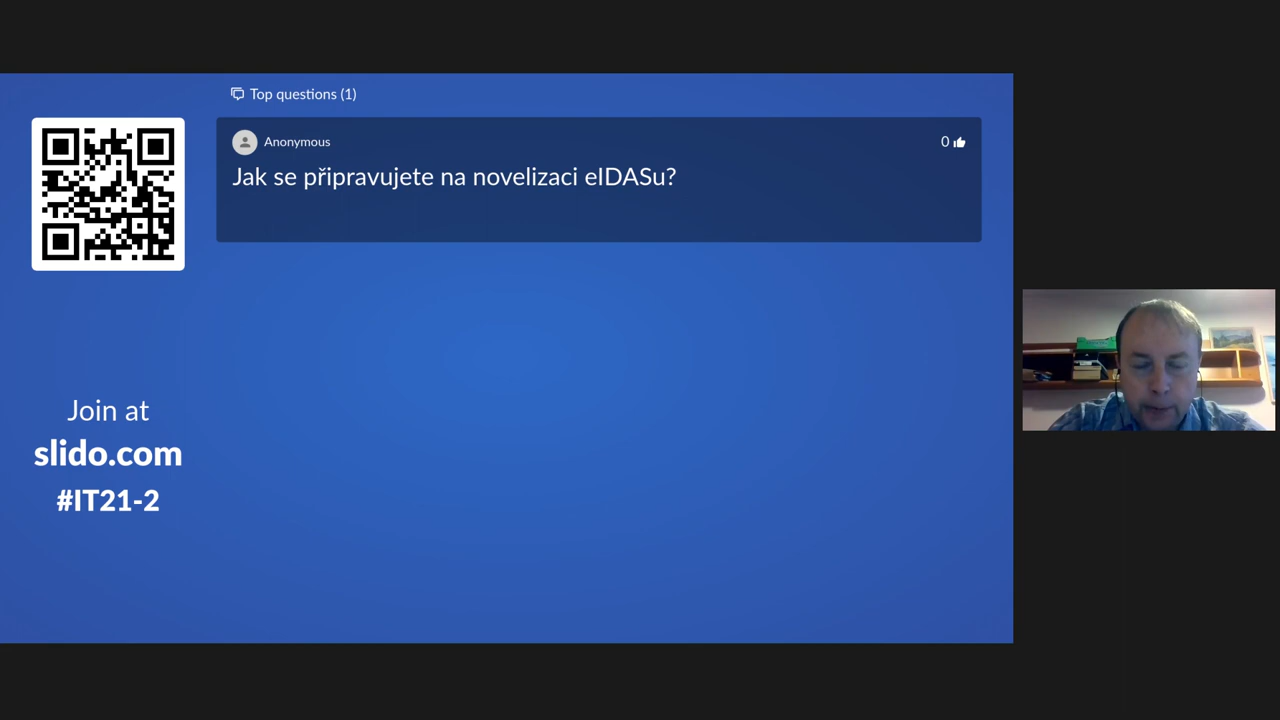 Top questions (1)
Anonymous
0
Jak se připravujete na novelizaci eIDASu?
Join at
slido.com
#IT21-2